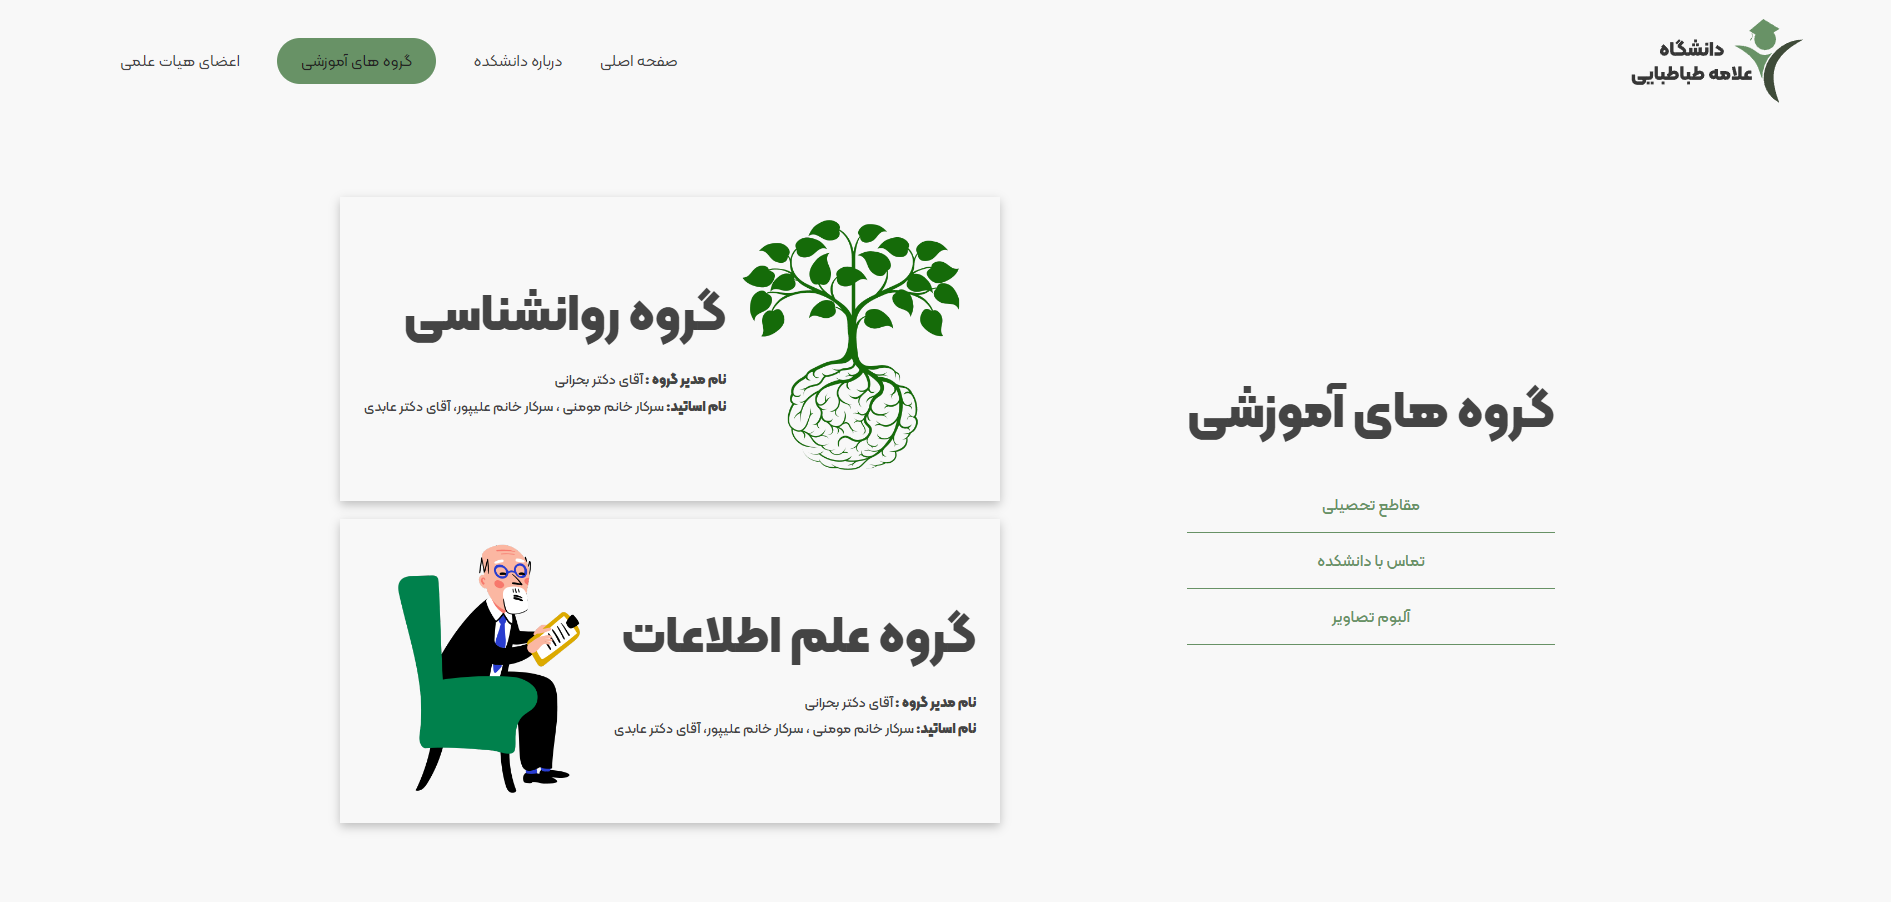 دانشگاه
علامه طباطبایی
صفحه اصلی
درباره دانشکده
گروه های آموزشی
اعضای هیات علمی
گروه های آموزشی
مقاطع تحصیلی
تماس با دانشکده
آلبوم تصاویر
گروه روانشناسی
نام مدیر گروه : آقای دکتر بحرانی
نام اساتید: سرکار خانم مومنی ، سرکار خانم علیپور، آقای دکتر عابدی
گروه علم اطلاعات
نام مدیر گروه : آقای دکتر بحرانی
نام اساتید: سرکار خانم مومنی ، سرکار خانم علیپور، آقای دکتر عابدی